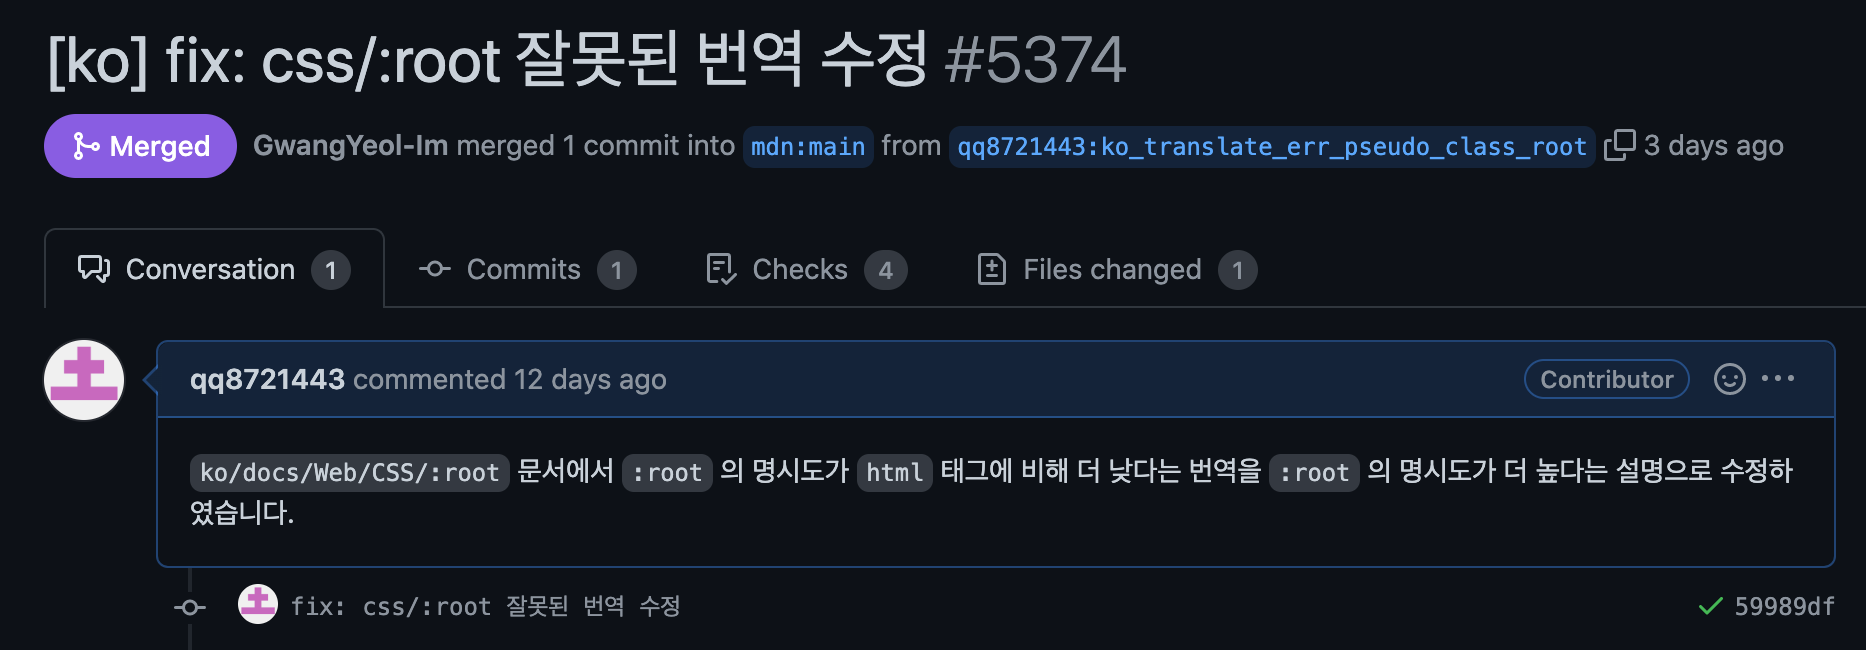 [ko] fix: css/:root 잘못된 번역 수정 #5374
Merged GwangYeol-Im merged 1 commit into mdn:main from qq8721443:ko_translate_err_pseudo_class_root 3 days ago
Conversation 1 Commits 1 Checks 4 Files changed 1
qq8721443 commented 12 days ago Contributor
ko/docs/Web/CSS/:root 문서에서 :root 의 명시도가 html 태그에 비해 더 낮다는 번역을 :root 의 명시도가 더 높다는 설명으로 수정하
였습니다.
fix: css/:root 잘못된 번역 수정 59989df